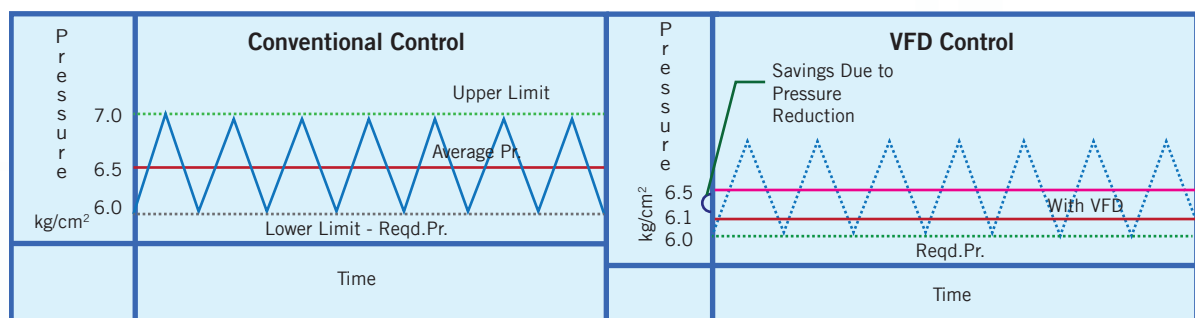 Pressure
Conventional Control
Upper Limit
7.0
Average Pr.
6.5
6.0
kg/cm²
Lower Limit - Reqd.Pr.
Time
Pressure
VFD Control
Savings Due to
Pressure
Reduction
6.5
With VFD
6.1
kg/cm²
6.0
Reqd.Pr.
Time